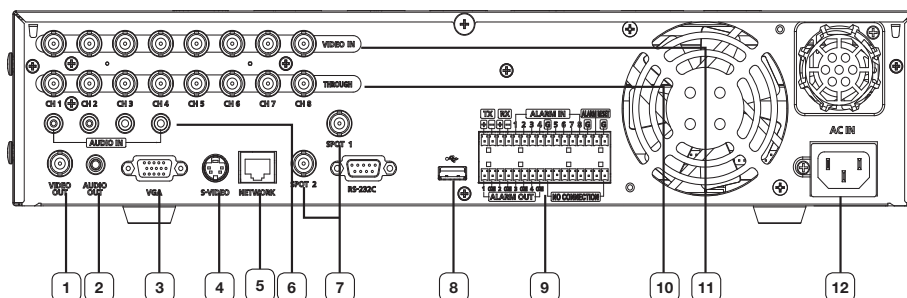 VIDEO IN
THROUGH
CH 1 CH 2 CH 3 CH 4 CH 5 CH 6 CH 7 CH 8
AUDIO IN
SPOT 1
TX RX ALARM IN ALARM RESET
+ − + − 1 2 3 4 G 5 6 7 8 G G
AC IN
VIDEO OUT
AUDIO OUT
VGA
S-VIDEO
NETWORK
SPOT 2
RS-232C
ALARM OUT
NO CONNECTION
1 2 3 4 5 6 7 8 9 10 11 12